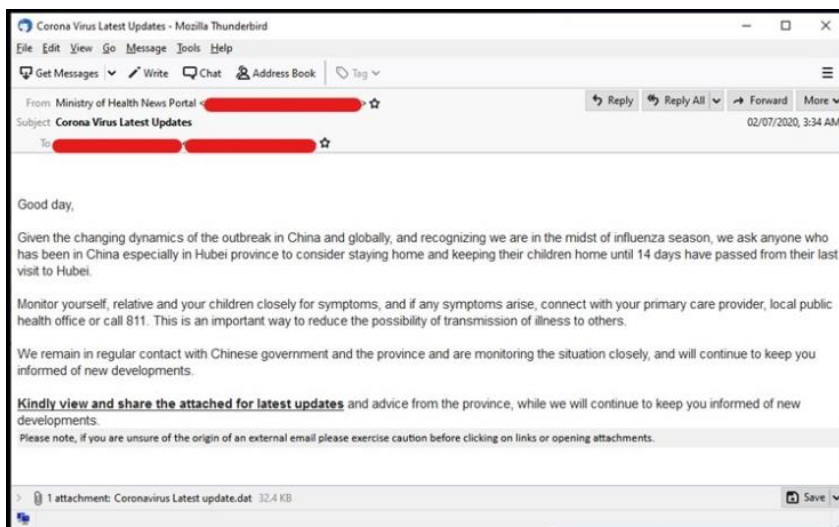 Corona Virus Latest Updates - Mozilla Thunderbird
File Edit View Go Message Tools Help
Get Messages Write Chat Address Book Tag
From Ministry of Health News Portal < > Reply Reply All Forward More
Subject Corona Virus Latest Updates 02/07/2020, 3:34 AM
To <
Good day,
Given the changing dynamics of the outbreak in China and globally, and recognizing we are in the midst of influenza season, we ask anyone who
has been in China especially in Hubei province to consider staying home and keeping their children home until 14 days have passed from their last
visit to Hubei.
Monitor yourself, relative and your children closely for symptoms, and if any symptoms arise, connect with your primary care provider, local public
health office or call 811. This is an important way to reduce the possibility of transmission of illness to others.
We remain in regular contact with Chinese government and the province and are monitoring the situation closely, and will continue to keep you
informed of new developments.
Kindly view and share the attached for latest updates and advice from the province, while we will continue to keep you informed of new
developments.
Please note, if you are unsure of the origin of an external email please exercise caution before clicking on links or opening attachments.
1 attachment: Coronavirus Latest update.dat 32.4 KB Save